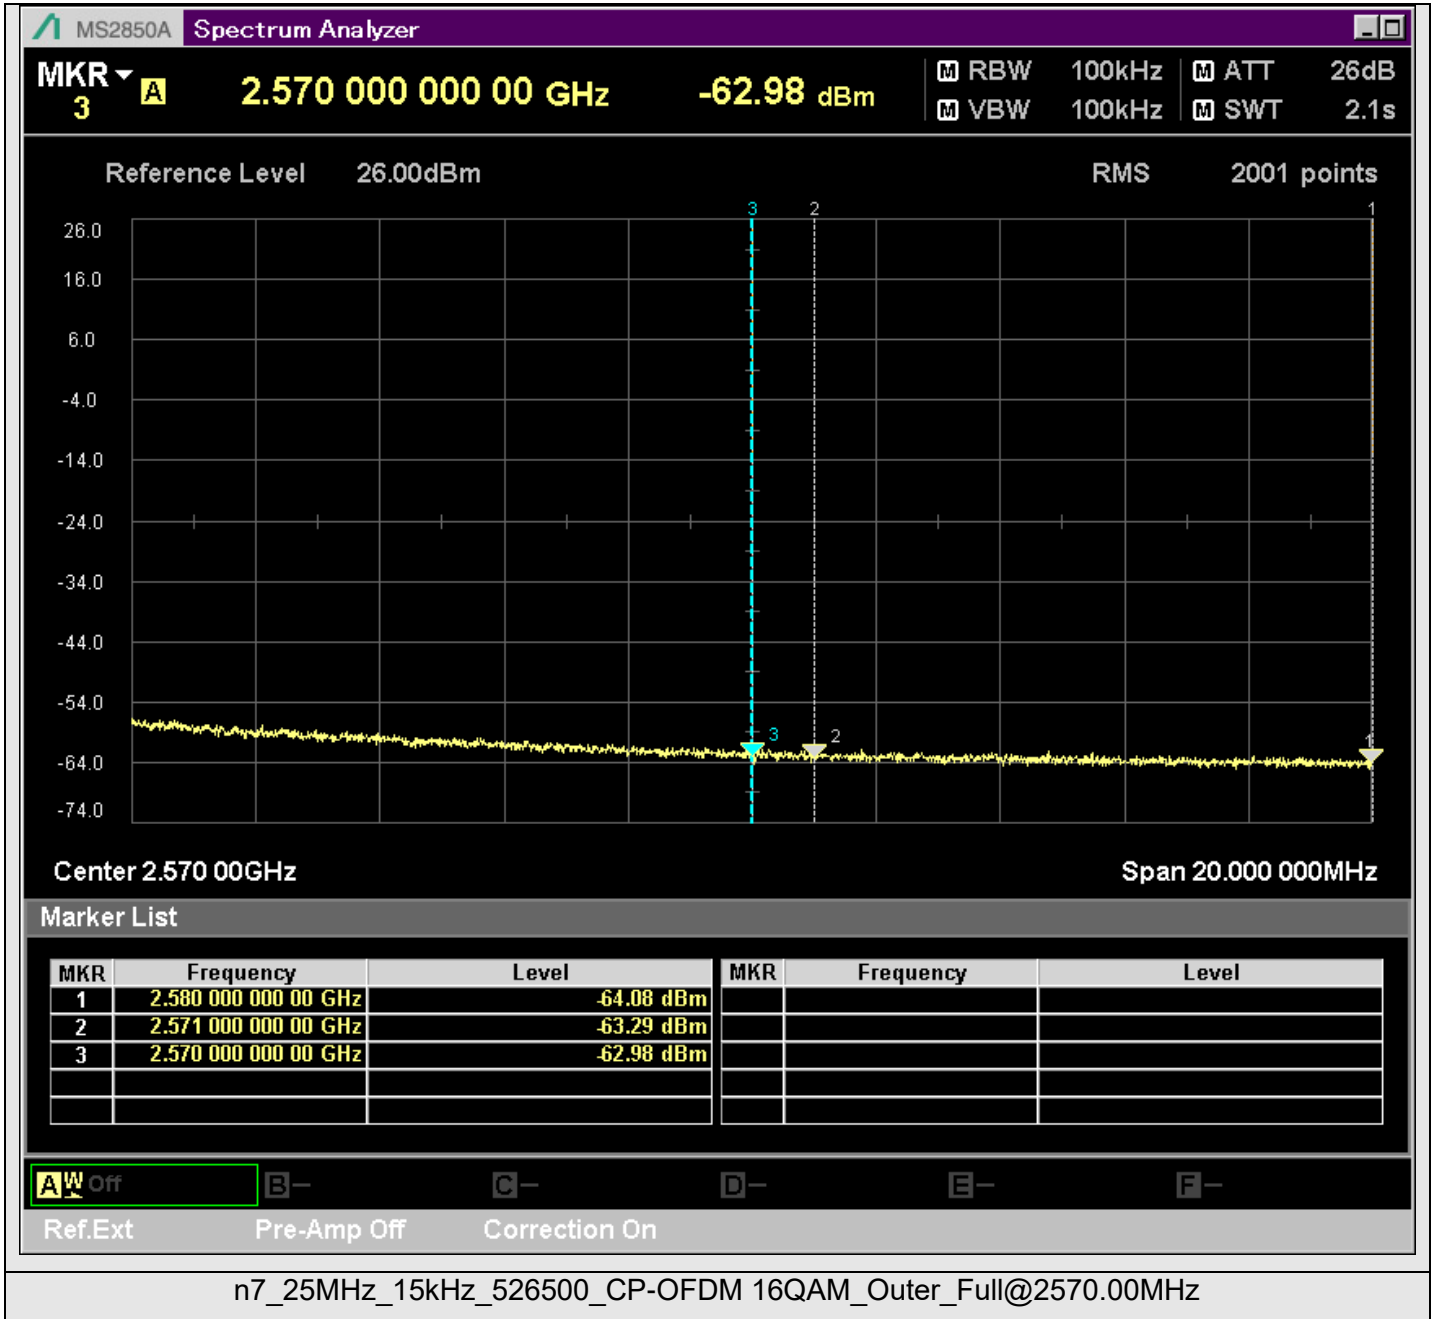 MS2850A Spectrum Analyzer
MKR A 2.570 000 000 00 GHz -62.98 dBm M RBW 100kHz M ATT 26dB
3 M VBW 100kHz M SWT 2.1s
Reference Level 26.00dBm RMS 2001 points
3 2 1
26.0
16.0
6.0
-4.0
-14.0
-24.0
-34.0
-44.0
-54.0
3 2 1
-64.0
-74.0
Center 2.570 00GHz Span 20.000 000MHz
Marker List
MKR Frequency Level MKR Frequency Level
1 2.580 000 000 00 GHz -64.08 dBm
2 2.571 000 000 00 GHz -63.29 dBm
3 2.570 000 000 00 GHz -62.98 dBm
A W Off B – C – D – E – F –
Ref.Ext Pre-Amp Off Correction On
n7_25MHz_15kHz_526500_CP-OFDM 16QAM_Outer_Full@2570.00MHz